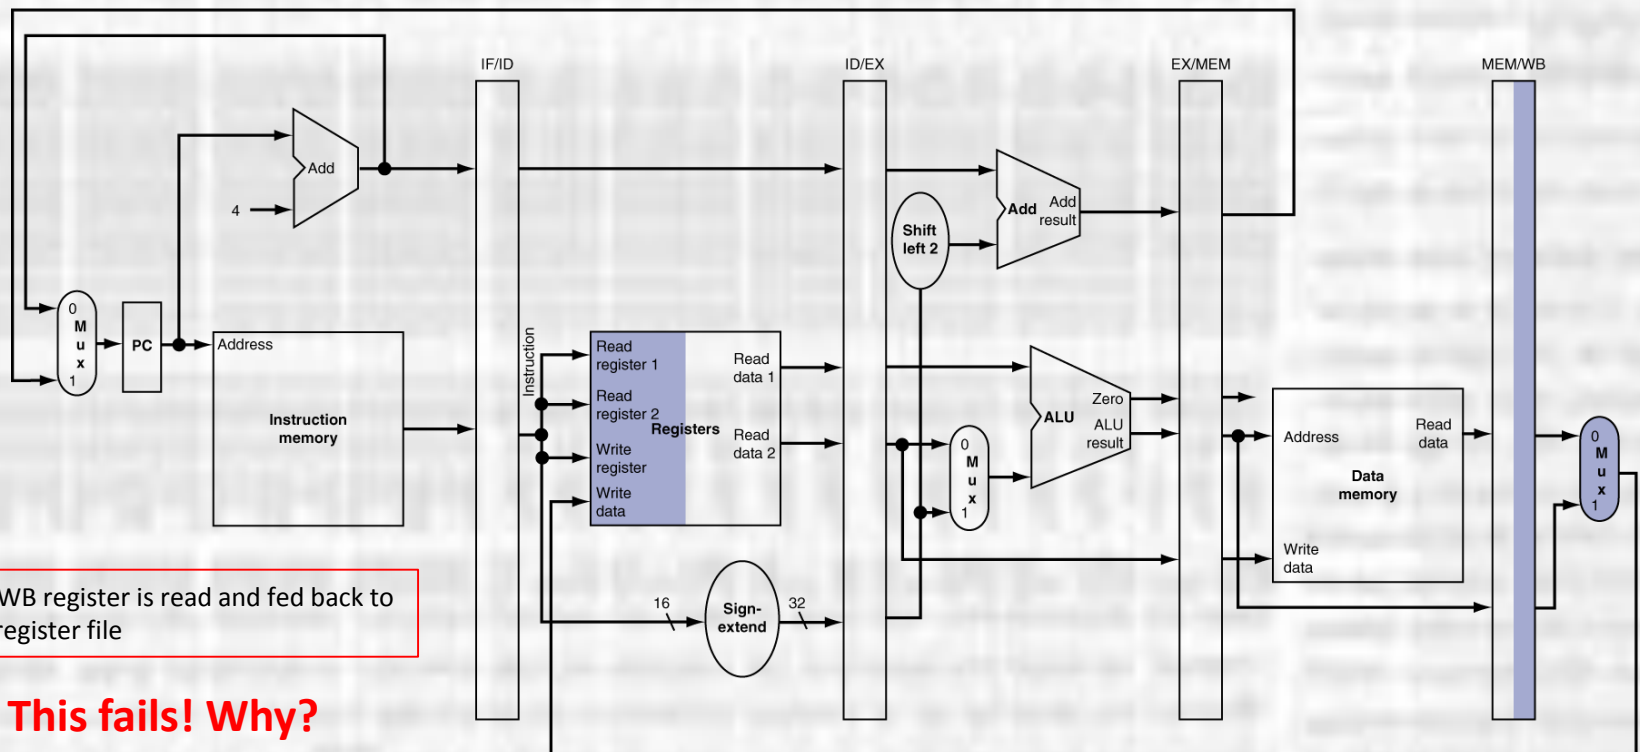 IF/ID
ID/EX
EX/MEM
MEM/WB
Add
4
Add
Add
result
Shift
left 2
0
M
u
x
1
PC
Address
Instruction
memory
Instruction
Read
register 1
Read
register 2
Write
register
Write
data
Registers
Read
data 1
Read
data 2
16
Sign-
extend
32
0
M
u
x
1
Zero
ALU
ALU
result
Address
Read
data
Data
memory
Write
data
0
M
u
x
1
WB register is read and fed back to
register file
This fails! Why?